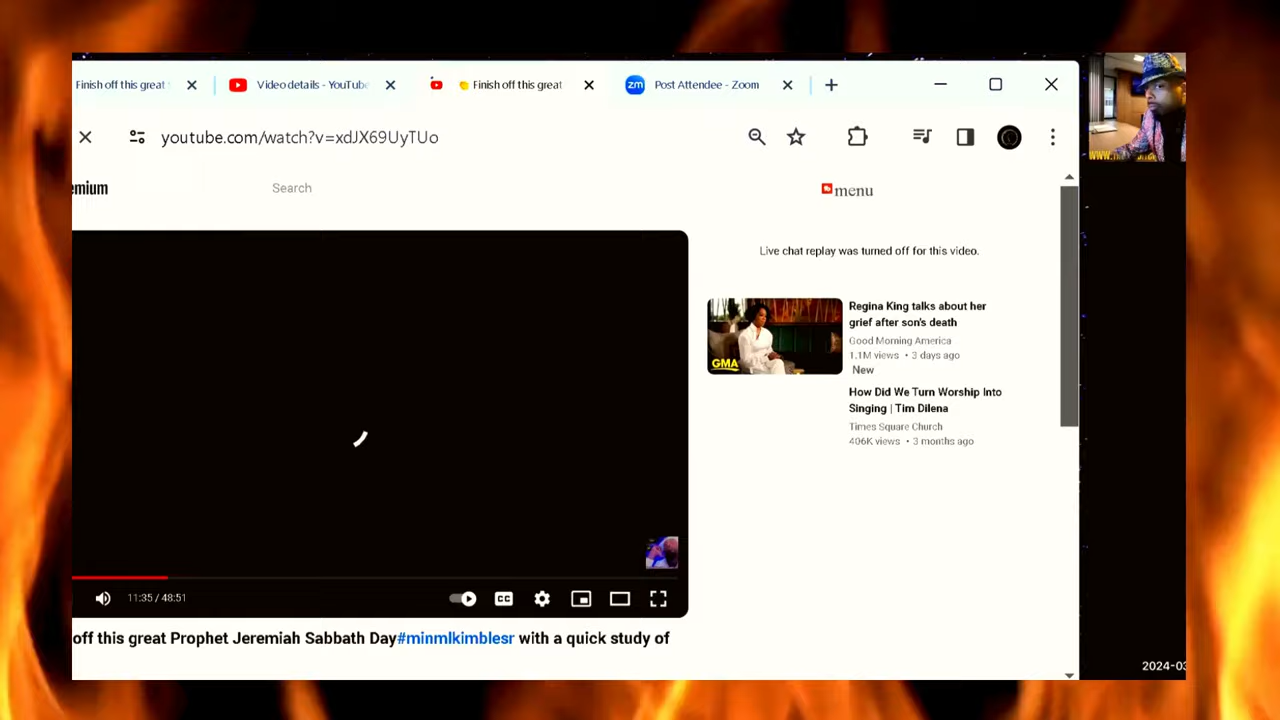 Finish off this great
Video details - YouTube
Finish off this great
zm
Post Attendee - Zoom
youtube.com/watch?v=xdJX69UyTUo
emium
Search
menu
Live chat replay was turned off for this video.
Regina King talks about her
grief after son's death
Good Morning America
1.1M views • 3 days ago
New
GMA
How Did We Turn Worship Into
Singing | Tim Dilena
Times Square Church
406K views • 3 months ago
11:35 / 48:51
CC
off this great Prophet Jeremiah Sabbath Day#minmlkimblesr with a quick study of
2024-03